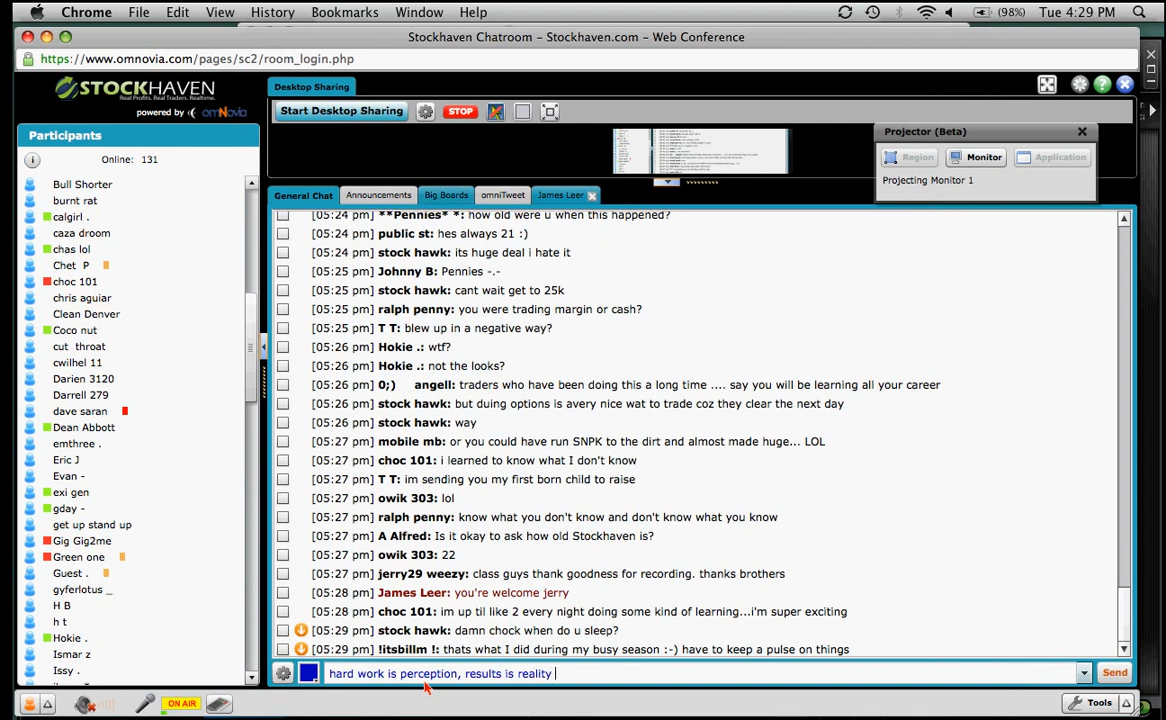 Chrome File Edit View History Bookmarks Window Help (98%) Tue 4:29 PM
Stockhaven Chatroom – Stockhaven.com – Web Conference
https://www.omnovia.com/pages/sc2/room_login.php
STOCKHAVEN
Real Profits. Real Traders. Realtime.
powered by omNovia
Participants
Online: 131
Bull Shorter
burnt rat
calgirl .
caza droom
chas lol
Chet P
choc 101
chris aguiar
Clean Denver
Coco nut
cut throat
cwilhel 11
Darien 3120
Darrell 279
dave saran
Dean Abbott
emthree .
Eric J
Evan -
exi gen
gday -
get up stand up
Gig Gig2me
Green one
Guest .
gyferlotus _
H B
h t
Hokie .
Ismar z
Issy .
Desktop Sharing
Start Desktop Sharing STOP
Projector (Beta)
Region Monitor Application
Projecting Monitor 1
General Chat Announcements Big Boards omniTweet James Leer
[05:24 pm] **Pennies* *: how old were u when this happened?
[05:24 pm] public st: hes always 21 :)
[05:24 pm] stock hawk: its huge deal i hate it
[05:25 pm] Johnny B: Pennies -.-
[05:25 pm] stock hawk: cant wait get to 25k
[05:25 pm] ralph penny: you were trading margin or cash?
[05:25 pm] T T: blew up in a negative way?
[05:26 pm] Hokie .: wtf?
[05:26 pm] Hokie .: not the looks?
[05:26 pm] 0;) angell: traders who have been doing this a long time .... say you will be learning all your career
[05:26 pm] stock hawk: but duing options is avery nice wat to trade coz they clear the next day
[05:26 pm] stock hawk: way
[05:27 pm] mobile mb: or you could have run SNPK to the dirt and almost made huge... LOL
[05:27 pm] choc 101: i learned to know what I don't know
[05:27 pm] T T: im sending you my first born child to raise
[05:27 pm] owik 303: lol
[05:27 pm] ralph penny: know what you don't know and don't know what you know
[05:27 pm] A Alfred: Is it okay to ask how old Stockhaven is?
[05:27 pm] owik 303: 22
[05:27 pm] jerry29 weezy: class guys thank goodness for recording. thanks brothers
[05:28 pm] James Leer: you're welcome jerry
[05:28 pm] choc 101: im up til like 2 every night doing some kind of learning...i'm super exciting
[05:29 pm] stock hawk: damn chock when do u sleep?
[05:29 pm] !itsbillm !: thats what I did during my busy season :-) have to keep a pulse on things
hard work is perception, results is reality
Send
ON AIR
Tools